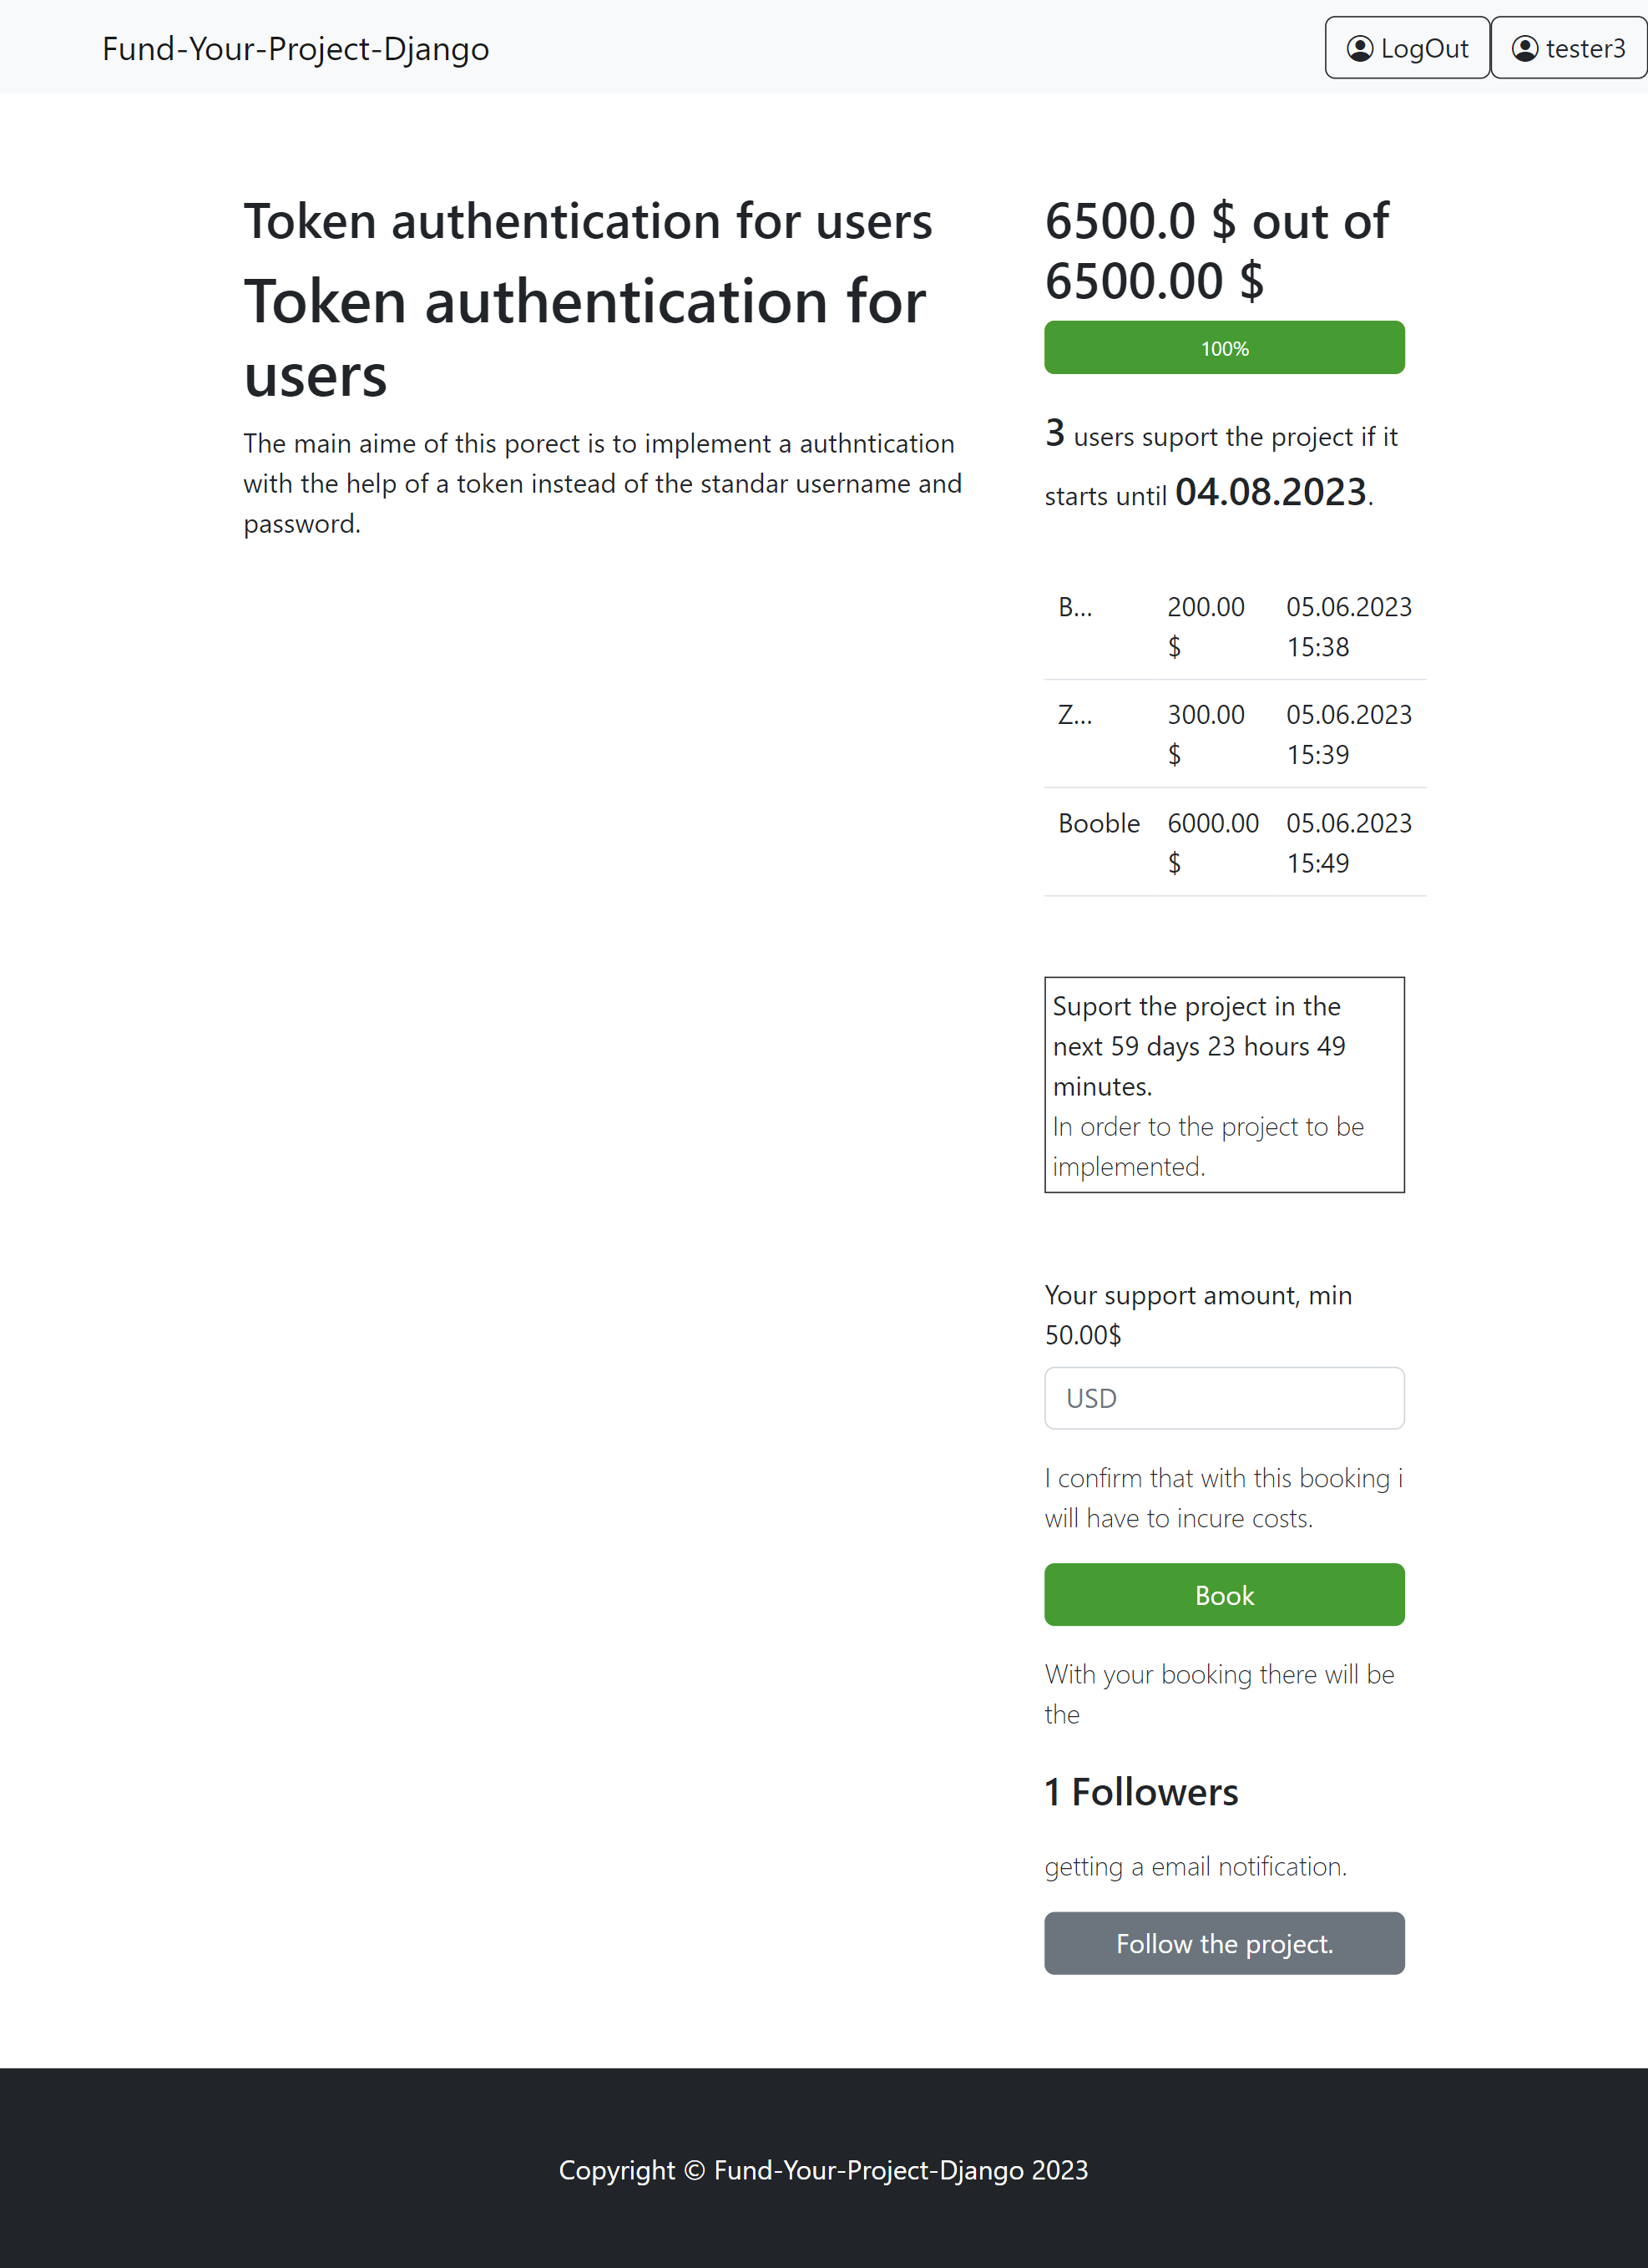 Fund-Your-Project-Django
LogOut
tester3
Token authentication for users
Token authentication for
users
The main aime of this porect is to implement a authntication
with the help of a token instead of the standar username and
password.
6500.0 $ out of
6500.00 $
100%
3 users suport the project if it
starts until 04.08.2023.
B... 200.00 05.06.2023
$ 15:38
Z... 300.00 05.06.2023
$ 15:39
Booble 6000.00 05.06.2023
$ 15:49
Suport the project in the
next 59 days 23 hours 49
minutes.
In order to the project to be
implemented.
Your support amount, min
50.00$
USD
I confirm that with this booking i
will have to incure costs.
Book
With your booking there will be
the
1 Followers
getting a email notification.
Follow the project.
Copyright © Fund-Your-Project-Django 2023